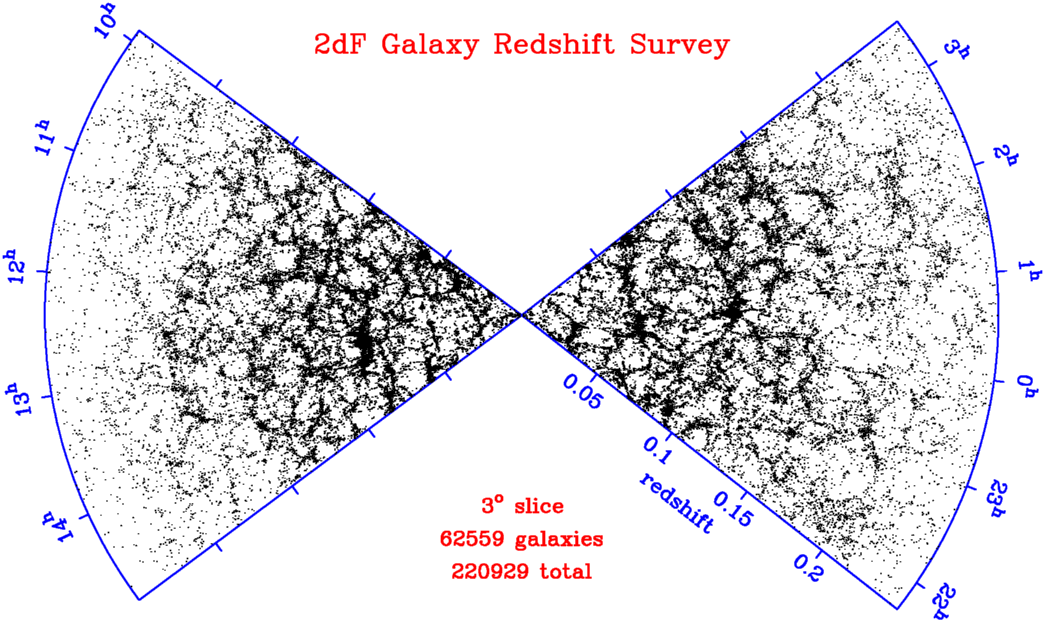 2dF Galaxy Redshift Survey
10ʰ
11ʰ
12ʰ
13ʰ
14ʰ
3ʰ
2ʰ
1ʰ
0ʰ
23ʰ
22ʰ
0.05
0.1
0.15
0.2
redshift
3° slice
62559 galaxies
220929 total